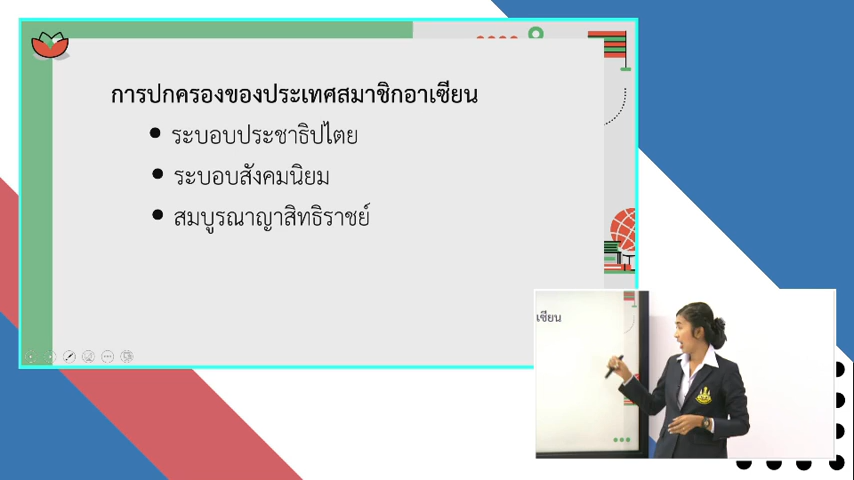 การปกครองของประเทศสมาชิกอาเซียน
ระบอบประชาธิปไตย
ระบอบสังคมนิยม
สมบูรณาญาสิทธิราชย์
เซียน